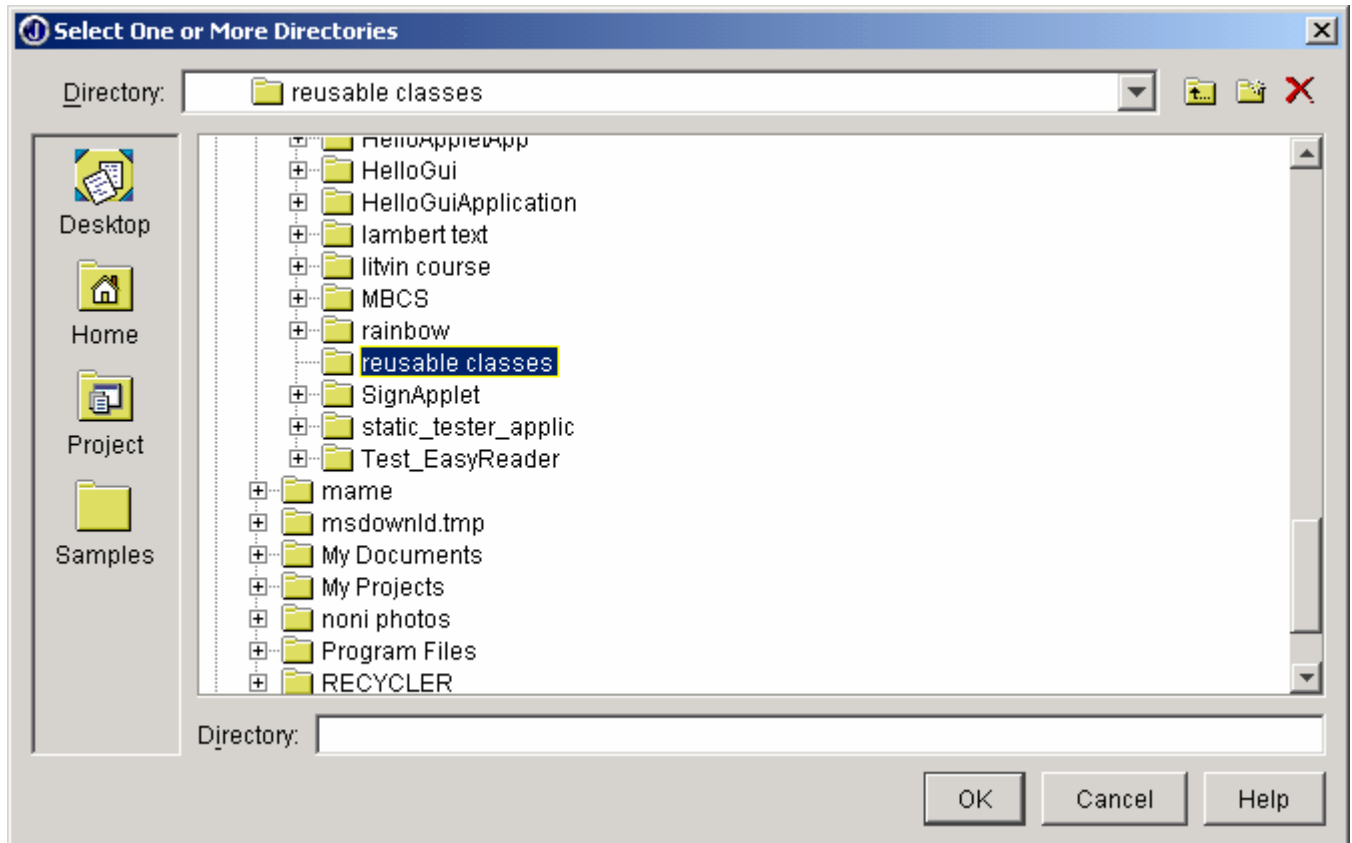 Select One or More Directories
Directory: reusable classes
Desktop
Home
Project
Samples
HelloAppletApp
HelloGui
HelloGuiApplication
lambert text
litvin course
MBCS
rainbow
reusable classes
SignApplet
static_tester_applic
Test_EasyReader
mame
msdownld.tmp
My Documents
My Projects
noni photos
Program Files
RECYCLER
Directory:
OK Cancel Help